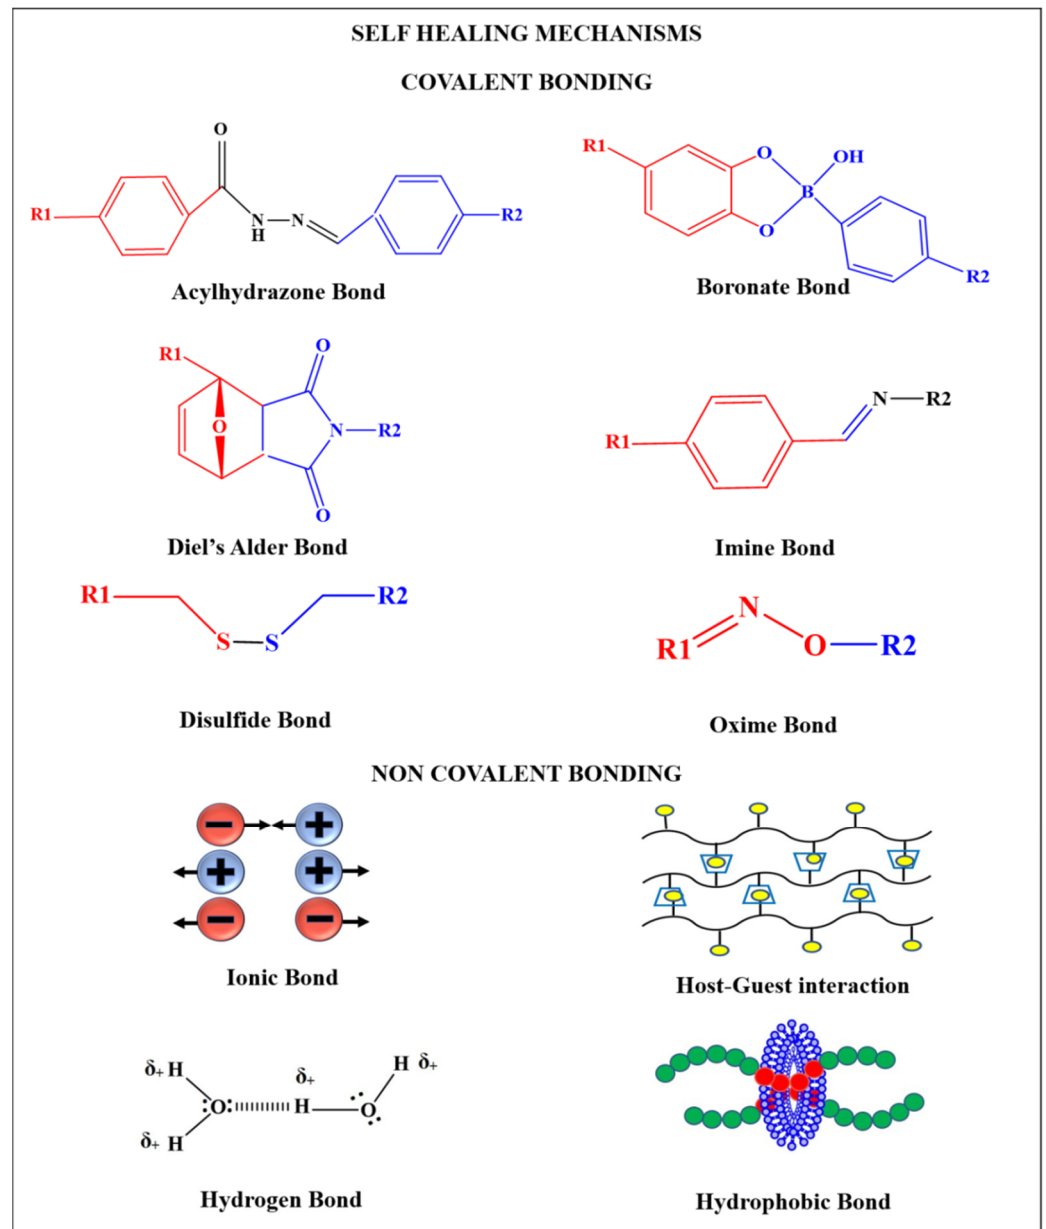 SELF HEALING MECHANISMS
COVALENT BONDING
O
R1
N
H
N
R2
Acylhydrazone Bond
R1
O
OH
B
O
R2
Boronate Bond
R1
O
O
N
R2
O
Diel's Alder Bond
N
R2
R1
Imine Bond
R1
R2
S
S
Disulfide Bond
N
R1
O
R2
Oxime Bond
NON COVALENT BONDING
− +
+ +
− −
Ionic Bond
Host-Guest interaction
δ+ H
:O:
δ+
H
O
H δ+
δ+ H
Hydrogen Bond
Hydrophobic Bond